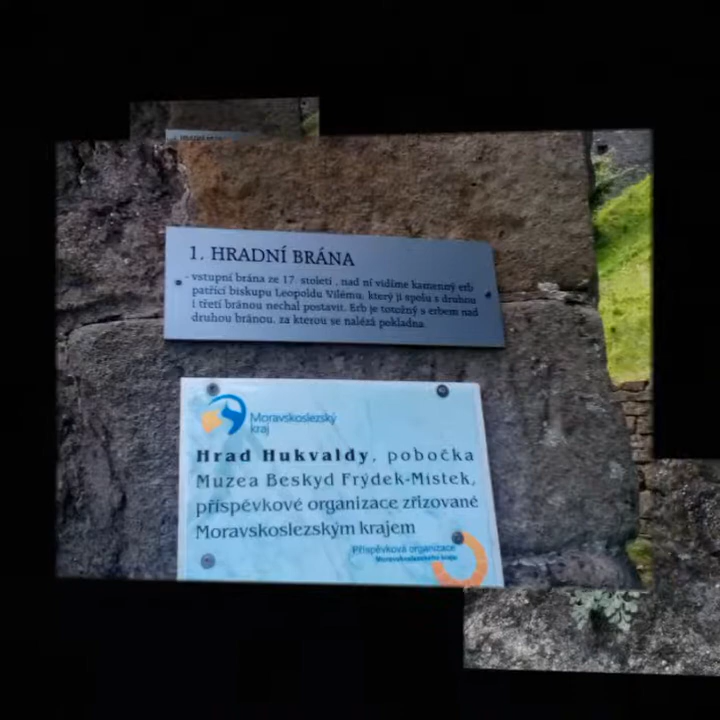 1. HRADNÍ BRÁNA
- vstupní brána ze 17. století , nad ní vidíme kamenný erb
patřící biskupu Leopoldu Vilému, který ji spolu s druhou
i třetí bránou nechal postavit. Erb je totožný s erbem nad
druhou bránou, za kterou se nalézá pokladna.
Moravskoslezský
kraj
Hrad Hukvaldy, pobočka
Muzea Beskyd Frýdek-Místek,
příspěvkové organizace zřizované
Moravskoslezským krajem
Příspěvková organizace
Moravskoslezského kraje